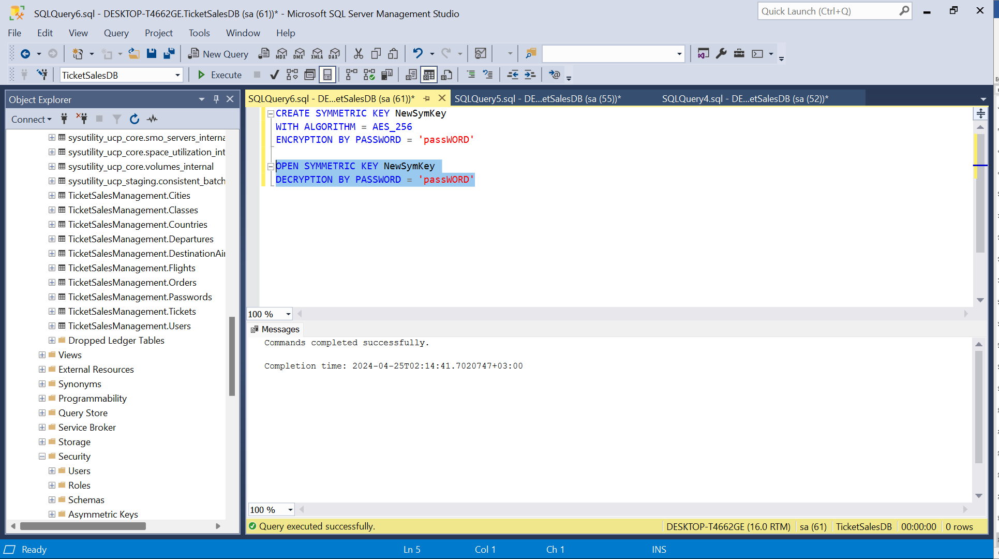 SQLQuery6.sql - DESKTOP-T4662GE.TicketSalesDB (sa (61))* - Microsoft SQL Server Management Studio
Quick Launch (Ctrl+Q)
File Edit View Query Project Tools Window Help
New Query MDX DMX XMLA DAX
TicketSalesDB Execute
Object Explorer
Connect
sysutility_ucp_core.smo_servers_interna
sysutility_ucp_core.space_utilization_int
sysutility_ucp_core.volumes_internal
sysutility_ucp_staging.consistent_batch
TicketSalesManagement.Cities
TicketSalesManagement.Classes
TicketSalesManagement.Countries
TicketSalesManagement.Departures
TicketSalesManagement.DestinationAir
TicketSalesManagement.Flights
TicketSalesManagement.Orders
TicketSalesManagement.Passwords
TicketSalesManagement.Tickets
TicketSalesManagement.Users
Dropped Ledger Tables
Views
External Resources
Synonyms
Programmability
Query Store
Service Broker
Storage
Security
Users
Roles
Schemas
Asymmetric Keys
SQLQuery6.sql - DE...etSalesDB (sa (61))* SQLQuery5.sql - DE...etSalesDB (sa (55))* SQLQuery4.sql - DE...etSalesDB (sa (52))*
CREATE SYMMETRIC KEY NewSymKey
WITH ALGORITHM = AES_256
ENCRYPTION BY PASSWORD = 'passWORD'
OPEN SYMMETRIC KEY NewSymKey
DECRYPTION BY PASSWORD = 'passWORD'
100 %
Messages
Commands completed successfully.
Completion time: 2024-04-25T02:14:41.7020747+03:00
100 %
Query executed successfully. DESKTOP-T4662GE (16.0 RTM) sa (61) TicketSalesDB 00:00:00 0 rows
Ready Ln 5 Col 1 Ch 1 INS